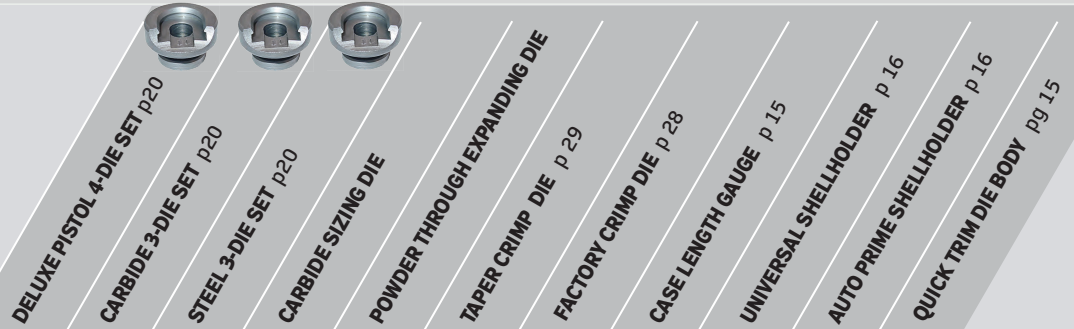 DELUXE PISTOL 4-DIE SET p20
CARBIDE 3-DIE SET p20
STEEL 3-DIE SET p20
CARBIDE SIZING DIE
POWDER THROUGH EXPANDING DIE
TAPER CRIMP DIE p 29
FACTORY CRIMP DIE p 28
CASE LENGTH GAUGE p 15
UNIVERSAL SHELLHOLDER p 16
AUTO PRIME SHELLHOLDER p 16
QUICK TRIM DIE BODY pg 15